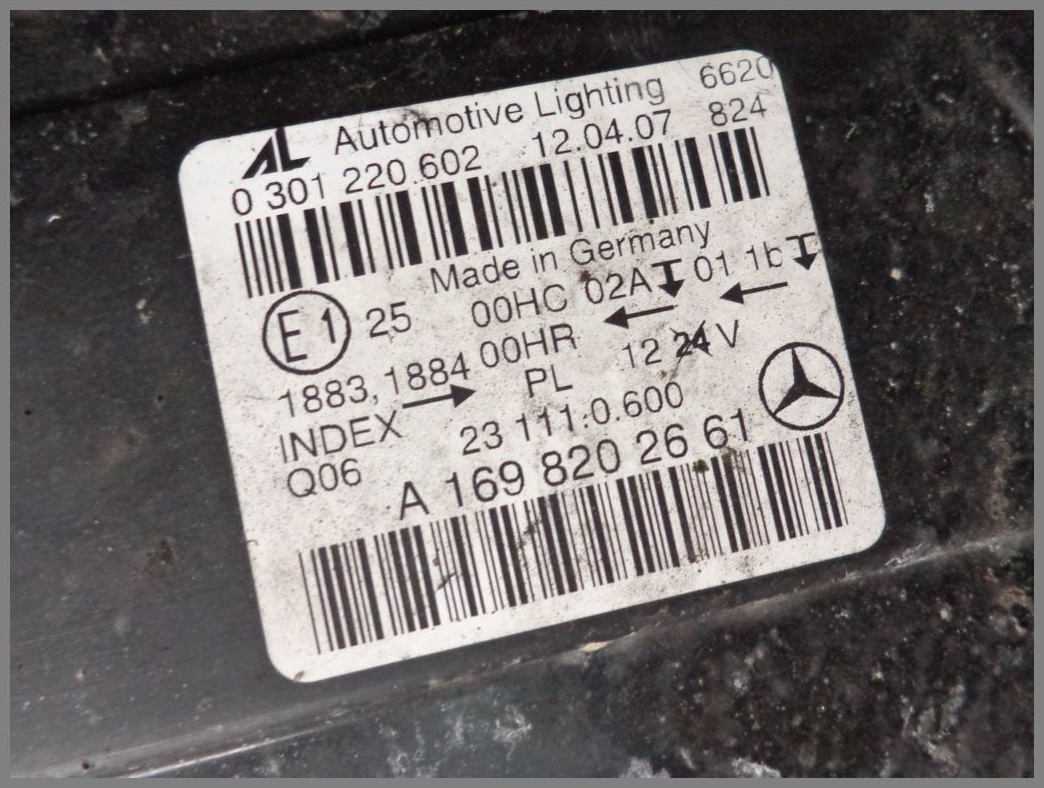 AL Automotive Lighting 6620
0 301 220 602 12.04.07 824
Made in Germany
E1 25 00HC 02A 01 1b
1883, 1884 00HR 12 24 V
INDEX PL
Q06 23 111.0.600
A 169 820 26 61